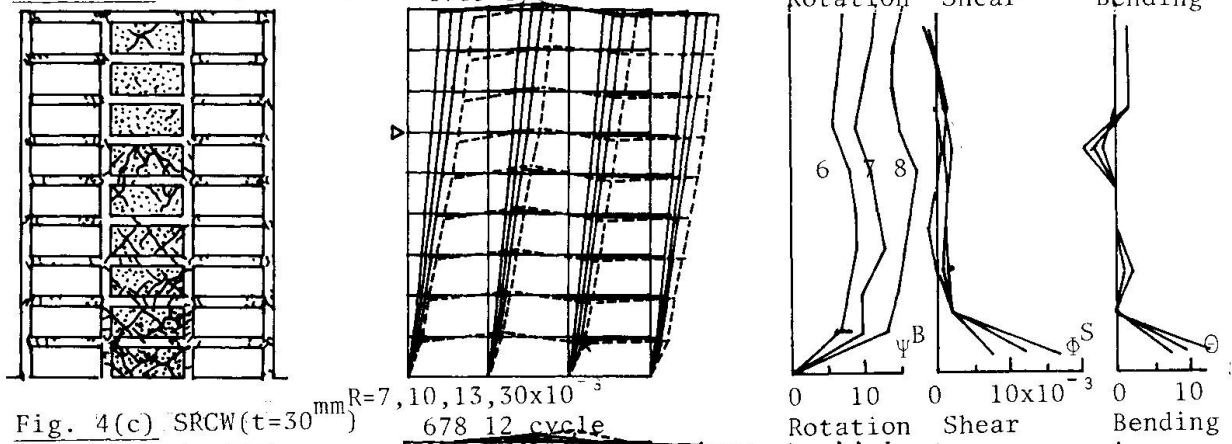 Rotation Shear Bending
6 7 8
Ψ^B Φ^S Θ
0 10 0 10x10^-3 0 10
Fig. 4(c) SRCW(t=30^mm) R=7,10,13,30x10^-3
678 12 cycle
Rotation Shear Bending